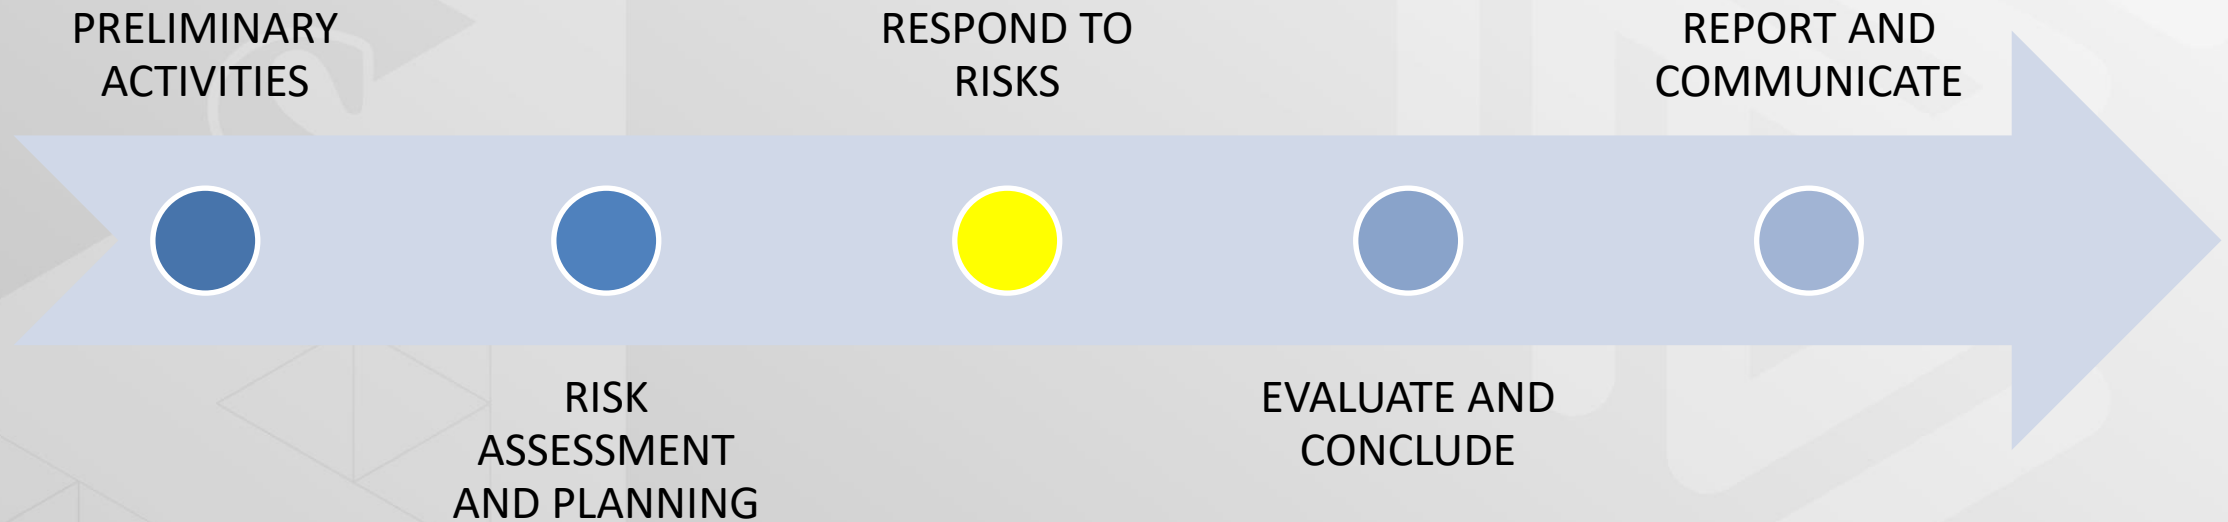 PRELIMINARY
ACTIVITIES
RISK
ASSESSMENT
AND PLANNING
RESPOND TO
RISKS
EVALUATE AND
CONCLUDE
REPORT AND
COMMUNICATE